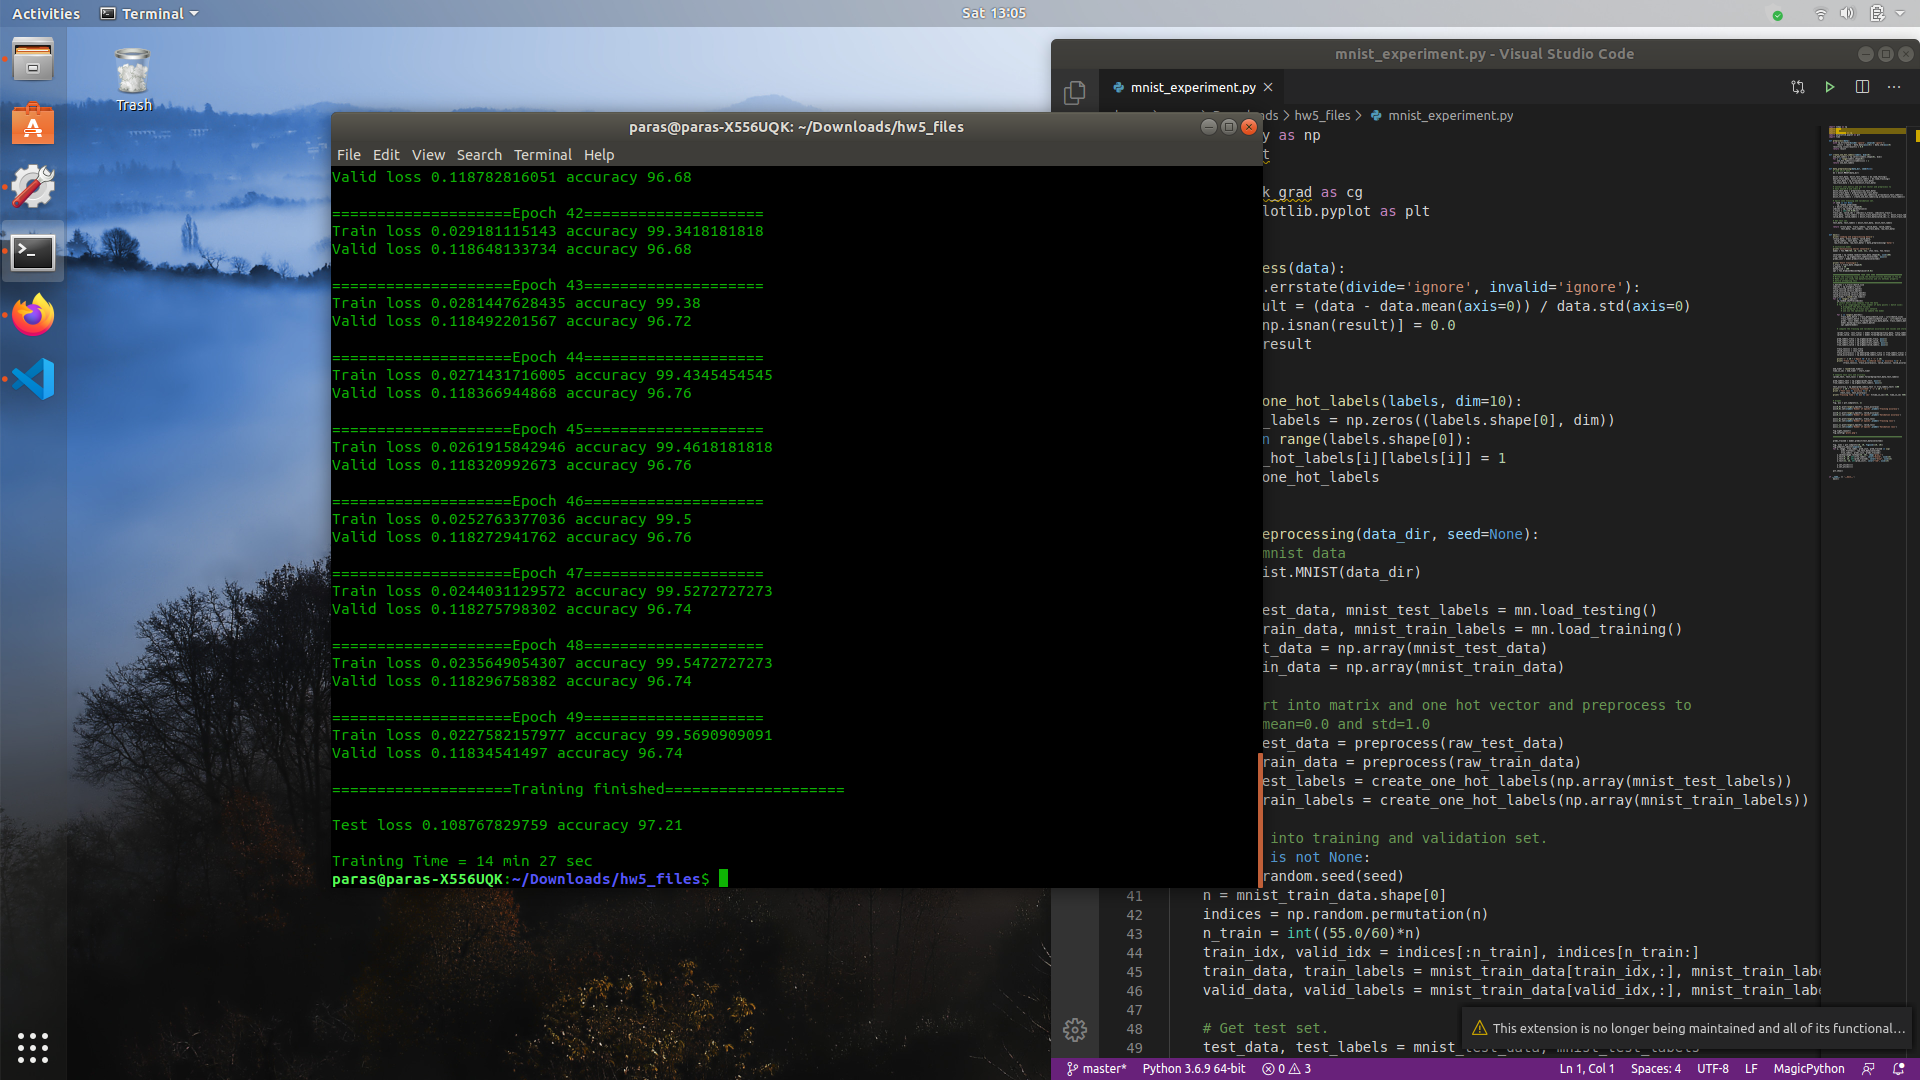 Activities
Terminal
Sat 13:05
Trash
paras@paras-X556UQK: ~/Downloads/hw5_files
File Edit View Search Terminal Help
Valid loss 0.118782816051 accuracy 96.68
====================Epoch 42====================
Train loss 0.029181115143 accuracy 99.3418181818
Valid loss 0.118648133734 accuracy 96.68
====================Epoch 43====================
Train loss 0.0281447628435 accuracy 99.38
Valid loss 0.118492201567 accuracy 96.72
====================Epoch 44====================
Train loss 0.0271431716005 accuracy 99.4345454545
Valid loss 0.118366944868 accuracy 96.76
====================Epoch 45====================
Train loss 0.0261915842946 accuracy 99.4618181818
Valid loss 0.118320992673 accuracy 96.76
====================Epoch 46====================
Train loss 0.0252763377036 accuracy 99.5
Valid loss 0.118272941762 accuracy 96.76
====================Epoch 47====================
Train loss 0.0244031129572 accuracy 99.5272727273
Valid loss 0.118275798302 accuracy 96.74
====================Epoch 48====================
Train loss 0.0235649054307 accuracy 99.5472727273
Valid loss 0.118296758382 accuracy 96.74
====================Epoch 49====================
Train loss 0.0227582157977 accuracy 99.5690909091
Valid loss 0.11834541497 accuracy 96.74
====================Training finished====================
Test loss 0.108767829759 accuracy 97.21
Training Time = 14 min 27 sec
paras@paras-X556UQK:~/Downloads/hw5_files$
mnist_experiment.py - Visual Studio Code
mnist_experiment.py
ads > hw5_files > mnist_experiment.py
y as np
t
k_grad as cg
lotlib.pyplot as plt
ess(data):
.errstate(divide='ignore', invalid='ignore'):
ult = (data - data.mean(axis=0)) / data.std(axis=0)
np.isnan(result)] = 0.0
result
one_hot_labels(labels, dim=10):
_labels = np.zeros((labels.shape[0], dim))
n range(labels.shape[0]):
_hot_labels[i][labels[i]] = 1
one_hot_labels
eprocessing(data_dir, seed=None):
mnist data
ist.MNIST(data_dir)
est_data, mnist_test_labels = mn.load_testing()
rain_data, mnist_train_labels = mn.load_training()
t_data = np.array(mnist_test_data)
in_data = np.array(mnist_train_data)
rt into matrix and one hot vector and preprocess to
mean=0.0 and std=1.0
est_data = preprocess(raw_test_data)
rain_data = preprocess(raw_train_data)
est_labels = create_one_hot_labels(np.array(mnist_test_labels))
rain_labels = create_one_hot_labels(np.array(mnist_train_labels))
into training and validation set.
is not None:
random.seed(seed)
41 n = mnist_train_data.shape[0]
42 indices = np.random.permutation(n)
43 n_train = int((55.0/60)*n)
44 train_idx, valid_idx = indices[:n_train], indices[n_train:]
45 train_data, train_labels = mnist_train_data[train_idx,:], mnist_train_labe
46 valid_data, valid_labels = mnist_train_data[valid_idx,:], mnist_train_labe
47
48 # Get test set.
49 test_data, test_labels = mnist_test_data, mnist_test_labels
This extension is no longer being maintained and all of its functional...
master* Python 3.6.9 64-bit 0 3 Ln 1, Col 1 Spaces: 4 UTF-8 LF MagicPython